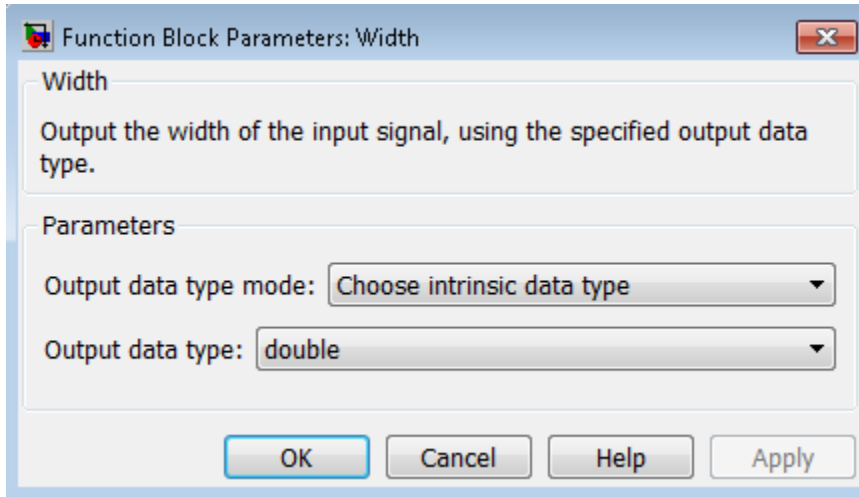 Function Block Parameters: Width
Width
Output the width of the input signal, using the specified output data
type.
Parameters
Output data type mode: Choose intrinsic data type
Output data type: double
OK Cancel Help Apply